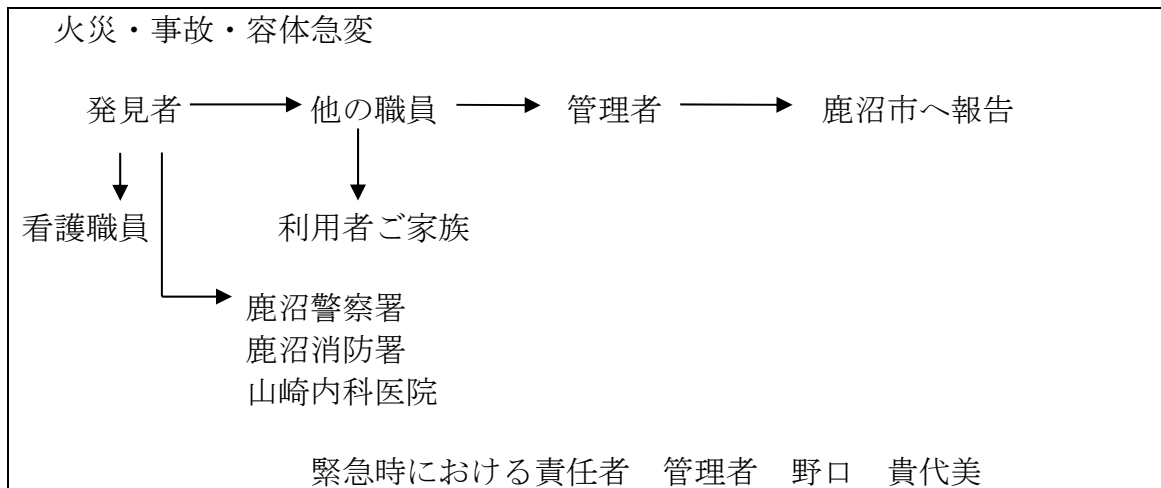 火災・事故・容体急変
発見者 他の職員 管理者 鹿沼市へ報告
看護職員 利用者ご家族
鹿沼警察署
鹿沼消防署
山崎内科医院
緊急時における責任者 管理者 野口 貴代美